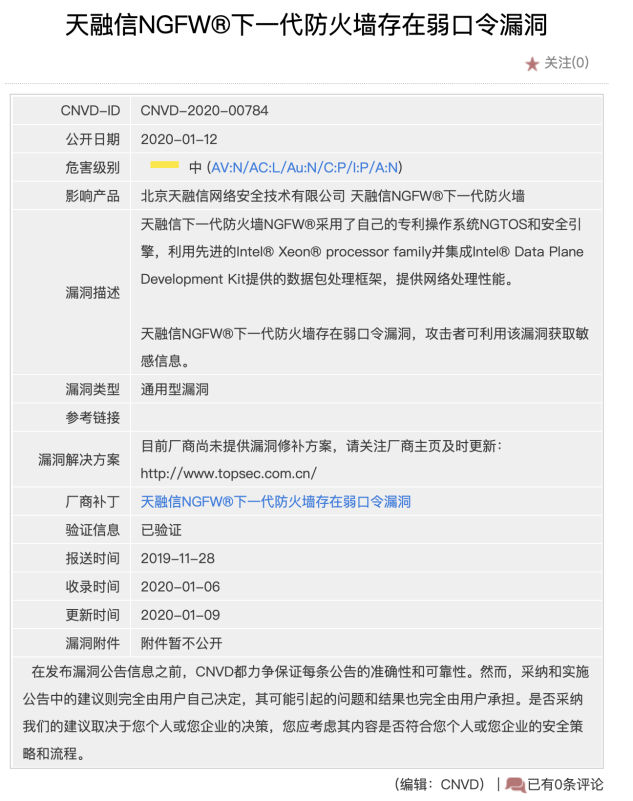 天融信NGFW®下一代防火墙存在弱口令漏洞
关注(0)
CNVD-ID CNVD-2020-00784
公开日期 2020-01-12
危害级别 中 (AV:N/AC:L/Au:N/C:P/I:P/A:N)
影响产品 北京天融信网络安全技术有限公司 天融信NGFW®下一代防火墙
漏洞描述
天融信下一代防火墙NGFW®采用了自己的专利操作系统NGTOS和安全引
擎，利用先进的Intel® Xeon® processor family并集成Intel® Data Plane
Development Kit提供的数据包处理框架，提供网络处理性能。
天融信NGFW®下一代防火墙存在弱口令漏洞，攻击者可利用该漏洞获取敏
感信息。
漏洞类型 通用型漏洞
参考链接
漏洞解决方案
目前厂商尚未提供漏洞修补方案，请关注厂商主页及时更新：
http://www.topsec.com.cn/
厂商补丁 天融信NGFW®下一代防火墙存在弱口令漏洞
验证信息 已验证
报送时间 2019-11-28
收录时间 2020-01-06
更新时间 2020-01-09
漏洞附件 附件暂不公开
在发布漏洞公告信息之前，CNVD都力争保证每条公告的准确性和可靠性。然而，采纳和实施
公告中的建议则完全由用户自己决定，其可能引起的问题和结果也完全由用户承担。是否采纳
我们的建议取决于您个人或您企业的决策，您应考虑其内容是否符合您个人或您企业的安全策
略和流程。
（编辑：CNVD） | 已有0条评论